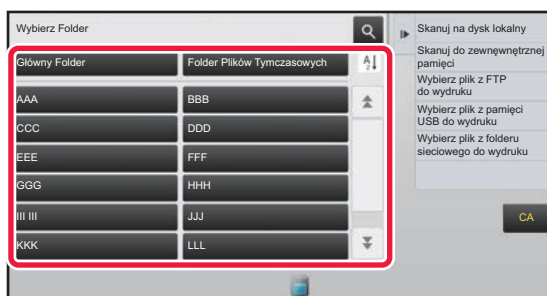 Wybierz Folder
Główny Folder
Folder Plików Tymczasowych
AAA
BBB
CCC
DDD
EEE
FFF
GGG
HHH
III III
JJJ
KKK
LLL
Skanuj na dysk lokalny
Skanuj do zewnęwnętrznej
pamięci
Wybierz plik z FTP
do wydruku
Wybierz plik z pamięci
USB do wydruku
Wybierz plik z folderu
sieciowego do wydruku
CA